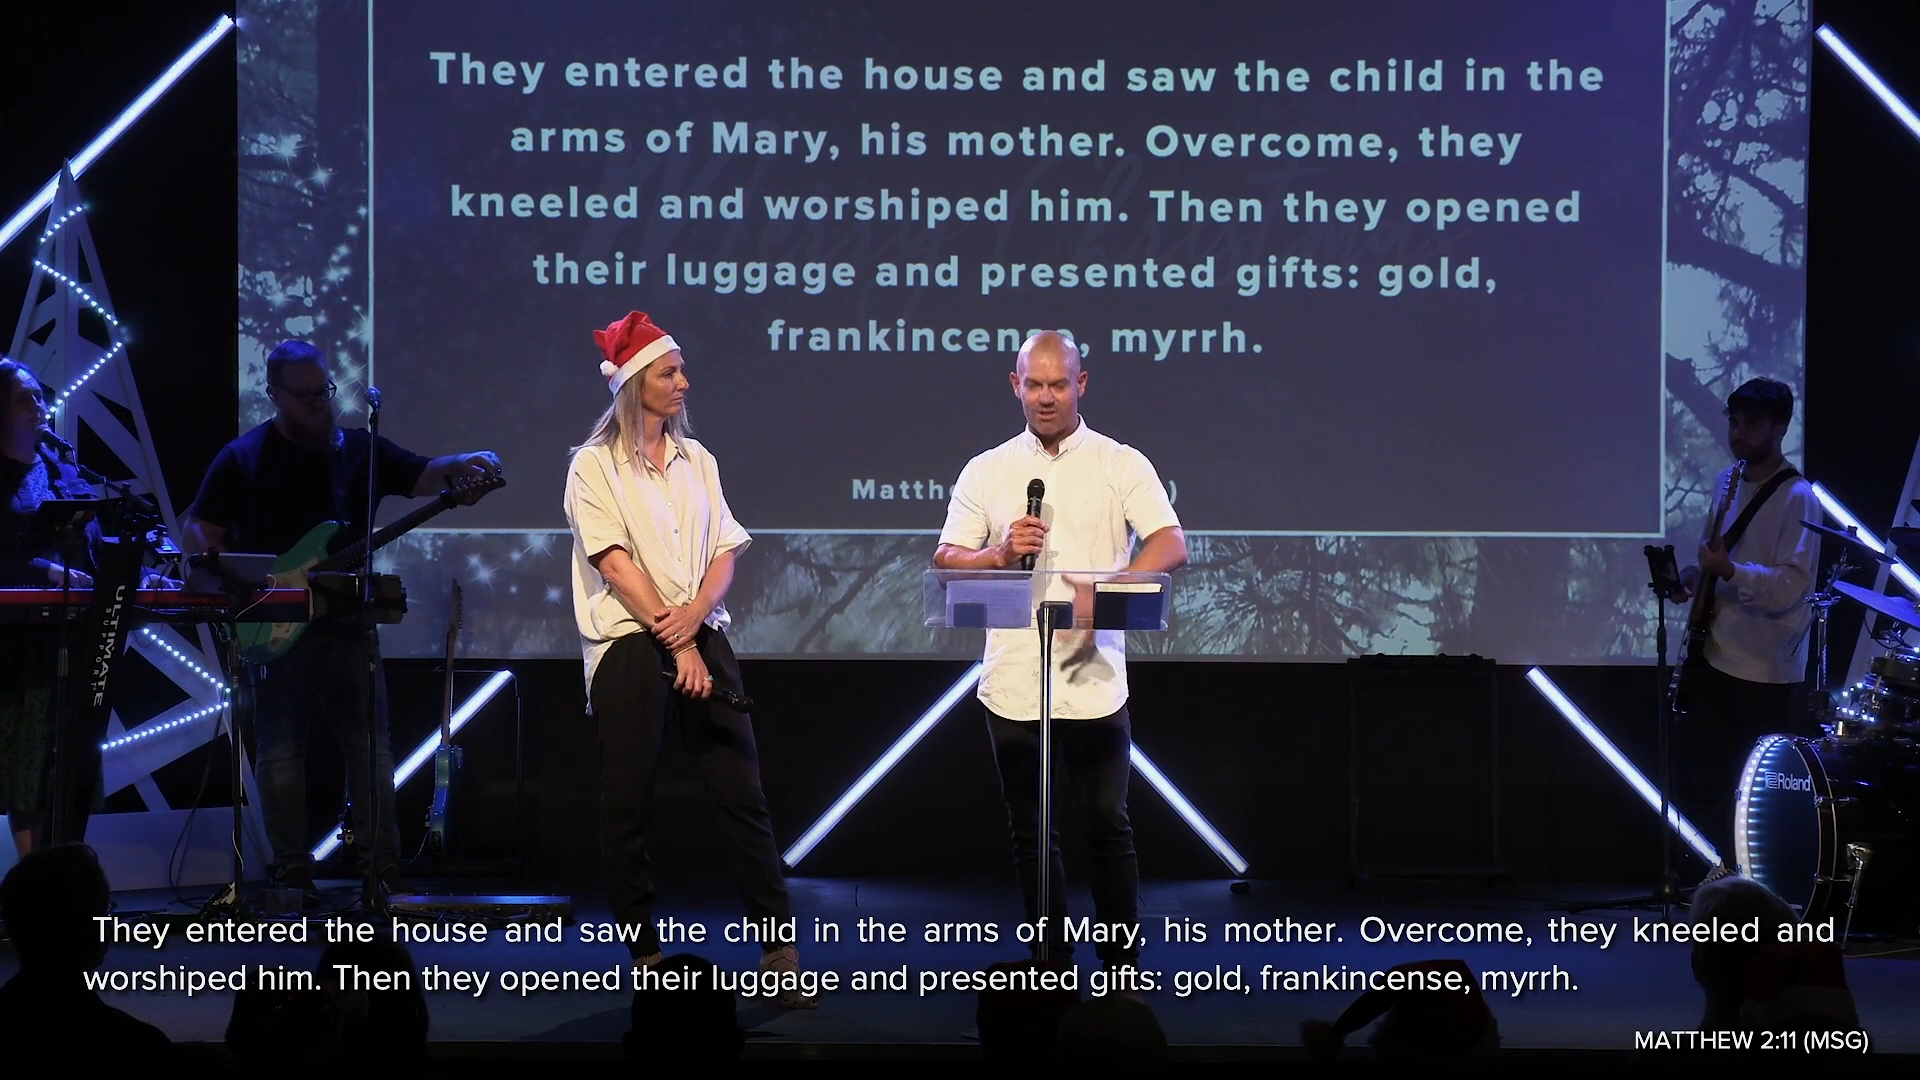 They entered the house and saw the child in the
arms of Mary, his mother. Overcome, they
kneeled and worshiped him. Then they opened
their luggage and presented gifts: gold,
frankincense, myrrh.
Matth )
ULTIMATE
SUPPORT
Roland
They entered the house and saw the child in the arms of Mary, his mother. Overcome, they kneeled and
worshiped him. Then they opened their luggage and presented gifts: gold, frankincense, myrrh.
MATTHEW 2:11 (MSG)